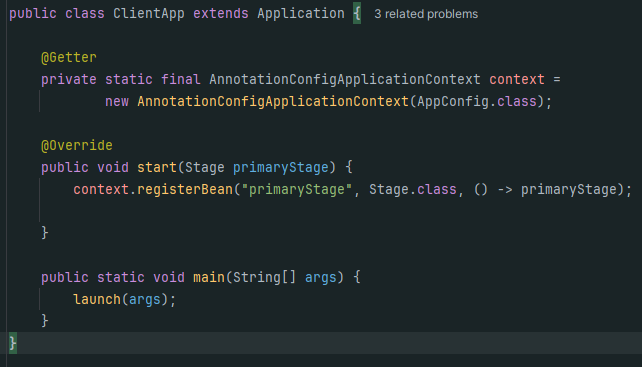 public class ClientApp extends Application { 3 related problems
@Getter
private static final AnnotationConfigApplicationContext context =
new AnnotationConfigApplicationContext(AppConfig.class);
@Override
public void start(Stage primaryStage) {
context.registerBean("primaryStage", Stage.class, () -> primaryStage);
}
public static void main(String[] args) {
launch(args);
}
}